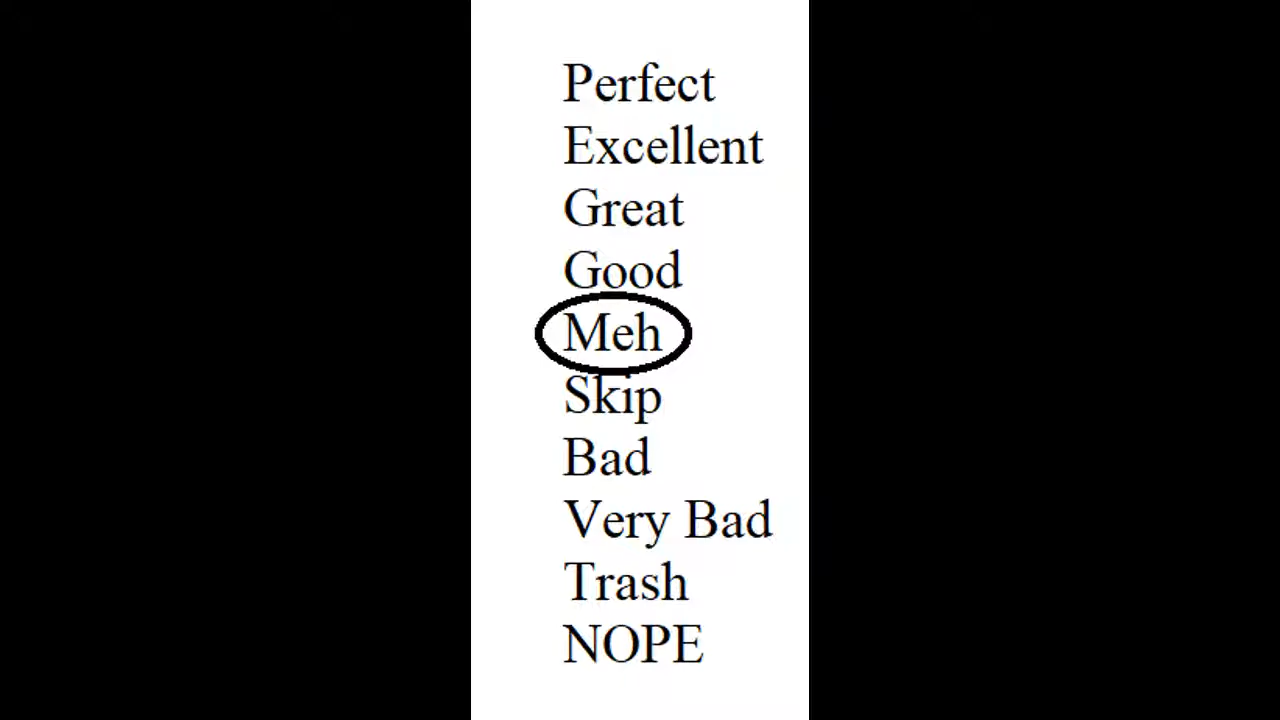 Perfect
Excellent
Great
Good
Meh
Skip
Bad
Very Bad
Trash
NOPE